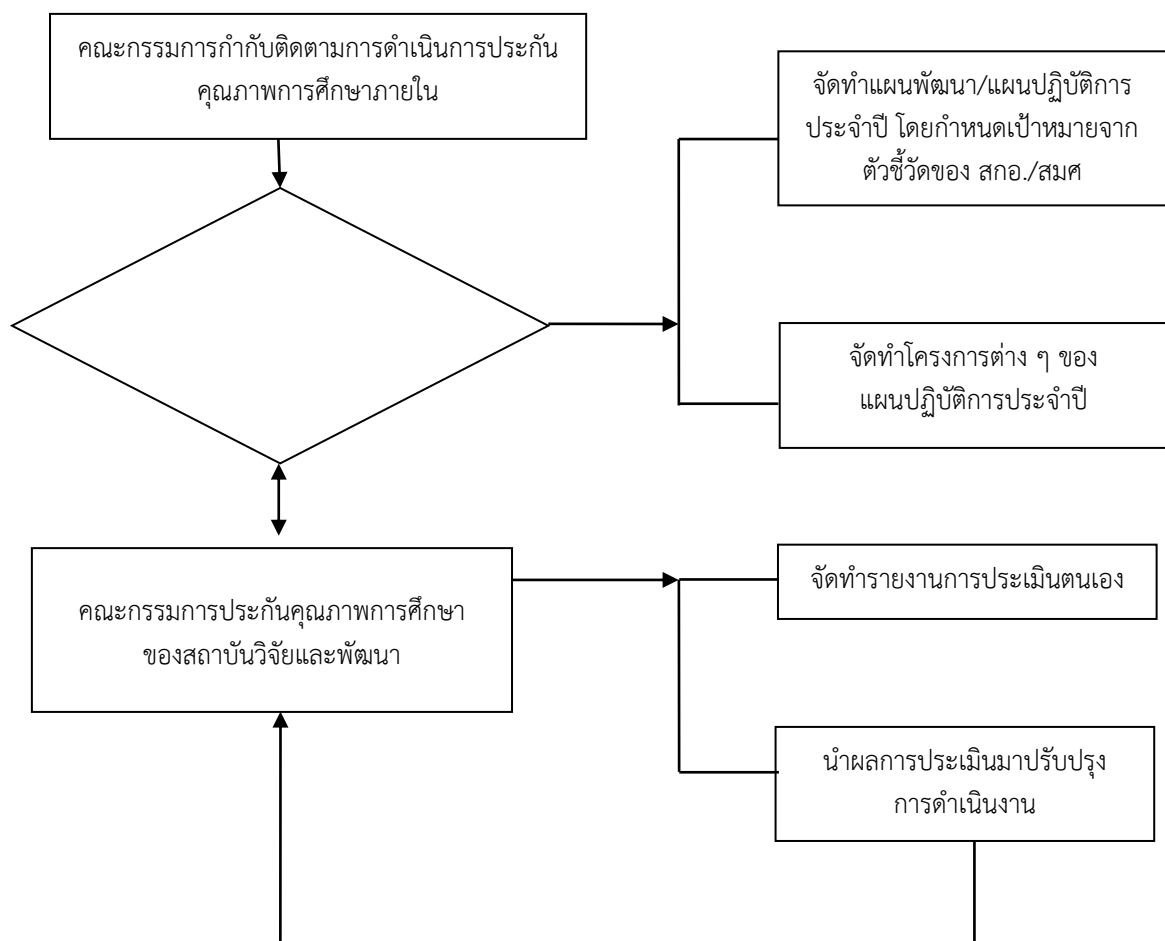 คณะกรรมการกำกับติดตามการดำเนินการประกัน
คุณภาพการศึกษาภายใน
จัดทำแผนพัฒนา/แผนปฏิบัติการ
ประจำปี โดยกำหนดเป้าหมายจาก
ตัวชี้วัดของ สกอ./สมศ
จัดทำโครงการต่าง ๆ ของ
แผนปฏิบัติการประจำปี
คณะกรรมการประกันคุณภาพการศึกษา
ของสถาบันวิจัยและพัฒนา
จัดทำรายงานการประเมินตนเอง
นำผลการประเมินมาปรับปรุง
การดำเนินงาน